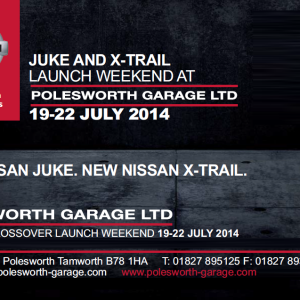 JUKE AND X-TRAIL
LAUNCH WEEKEND AT
POLESWORTH GARAGE LTD
19-22 JULY 2014
SAN JUKE. NEW NISSAN X-TRAIL.
WORTH GARAGE LTD
OSSOVER LAUNCH WEEKEND 19-22 JULY 2014
Polesworth Tamworth B78 1HA T: 01827 895125 F: 01827 89
polesworth-garage.com www.polesworth-garage.com